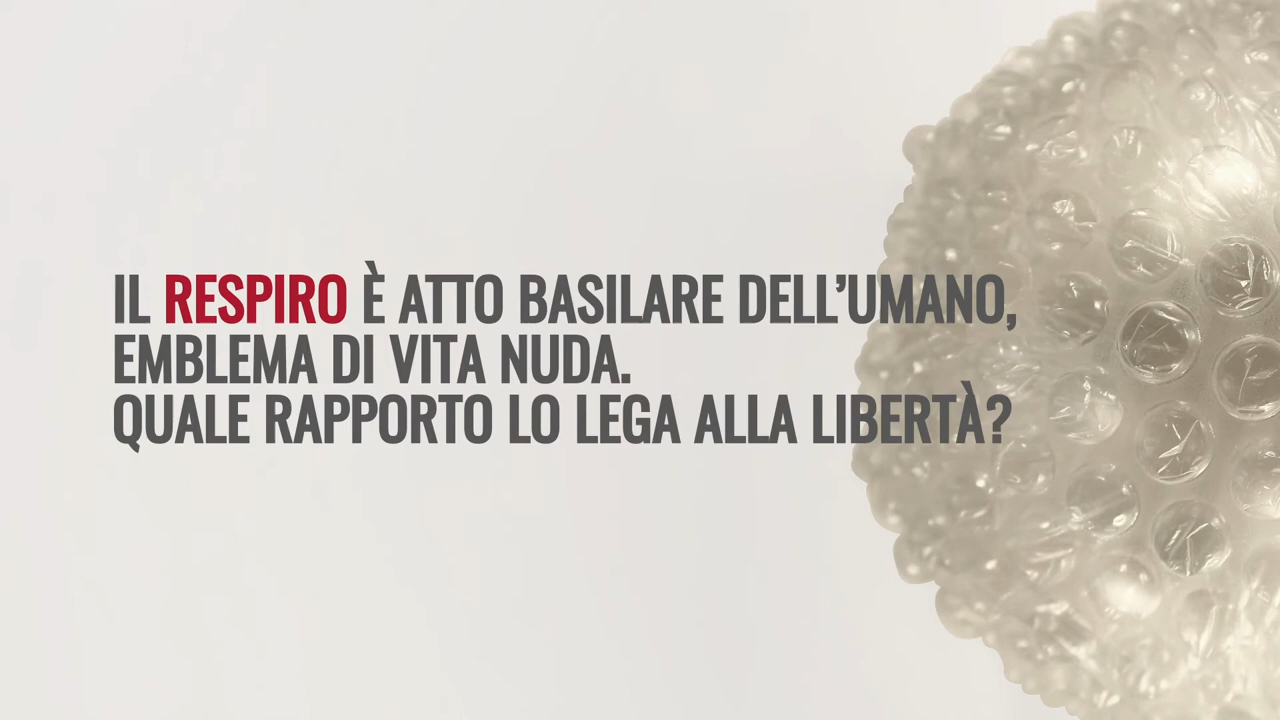 IL RESPIRO È ATTO BASILARE DELL’UMANO,
EMBLEMA DI VITA NUDA.
QUALE RAPPORTO LO LEGA ALLA LIBERTÀ?